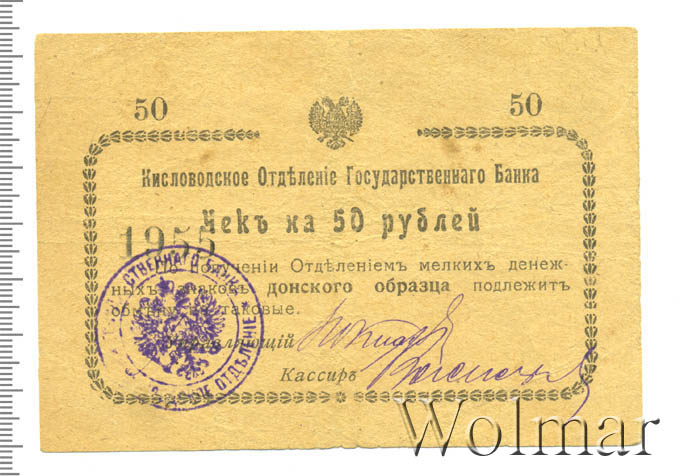 50 50
Кисловодское Отдѣленіе Государственнаго Банка
Чекъ на 50 рублей
1955
По полученіи Отдѣленіемъ мелкихъ денеж-
ныхъ знаковъ донского образца подлежитъ
обмѣну на таковые.
Управляющій
Кассиръ
ОТДѢЛЕНІЕ
Wolmar